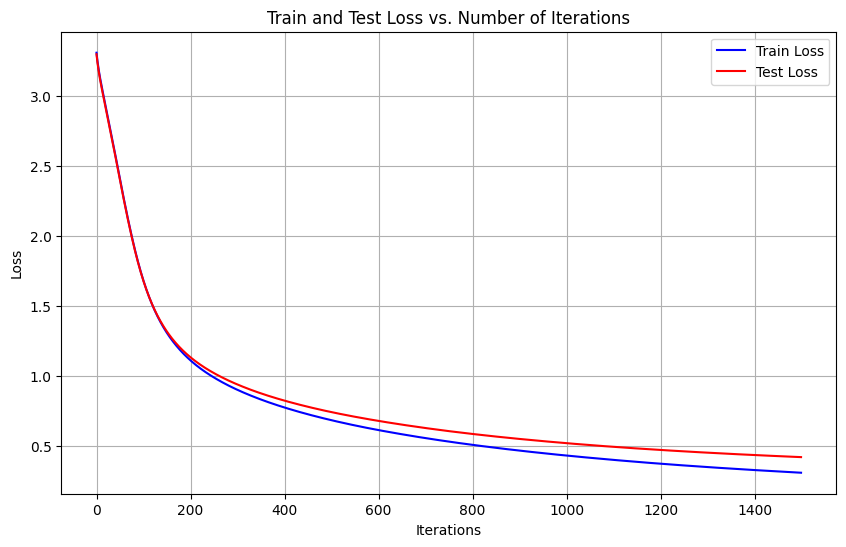 Train and Test Loss vs. Number of Iterations
Train Loss
Test Loss
3.0
2.5
2.0
1.5
1.0
0.5
Loss
0 200 400 600 800 1000 1200 1400
Iterations